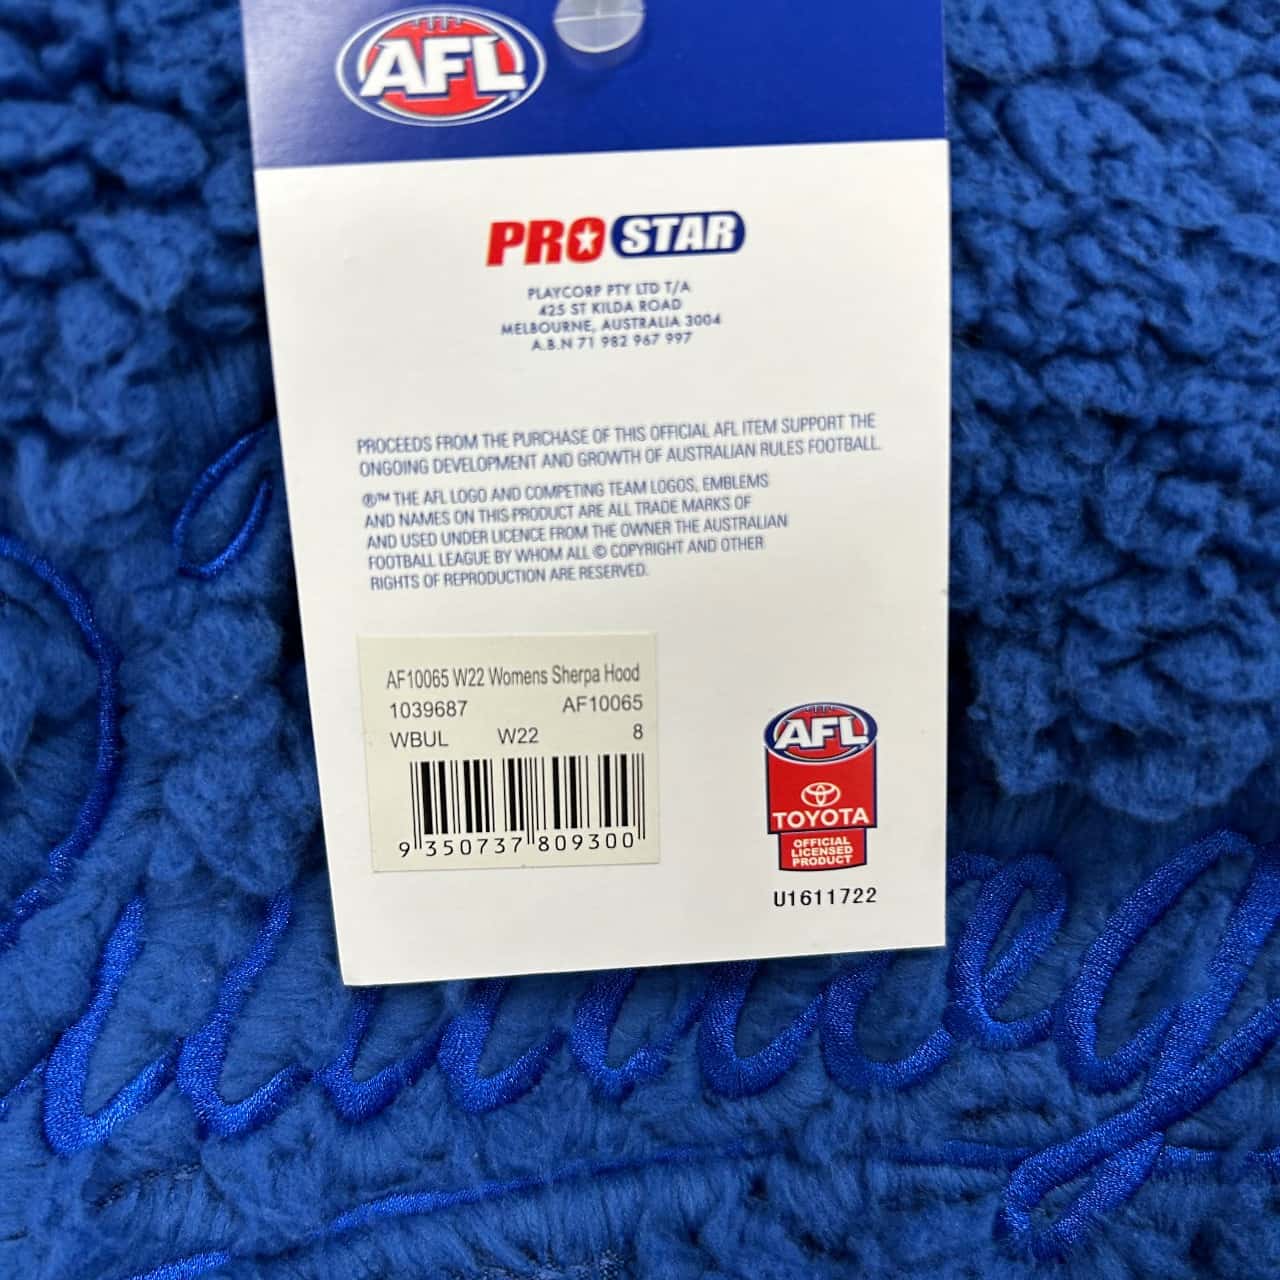 AFL
PRO STAR
PLAYCORP PTY LTD T/A
425 ST KILDA ROAD
MELBOURNE, AUSTRALIA 3004
A.B.N 71 982 967 997
PROCEEDS FROM THE PURCHASE OF THIS OFFICIAL AFL ITEM SUPPORT THE
ONGOING DEVELOPMENT AND GROWTH OF AUSTRALIAN RULES FOOTBALL.
®™ THE AFL LOGO AND COMPETING TEAM LOGOS, EMBLEMS
AND NAMES ON THIS PRODUCT ARE ALL TRADE MARKS OF
AND USED UNDER LICENCE FROM THE OWNER THE AUSTRALIAN
FOOTBALL LEAGUE BY WHOM ALL © COPYRIGHT AND OTHER
RIGHTS OF REPRODUCTION ARE RESERVED.
AF10065 W22 Womens Sherpa Hood
1039687 AF10065
WBUL W22 8
9 350737 809300
AFL
TOYOTA
OFFICIAL
LICENSED
PRODUCT
U1611722